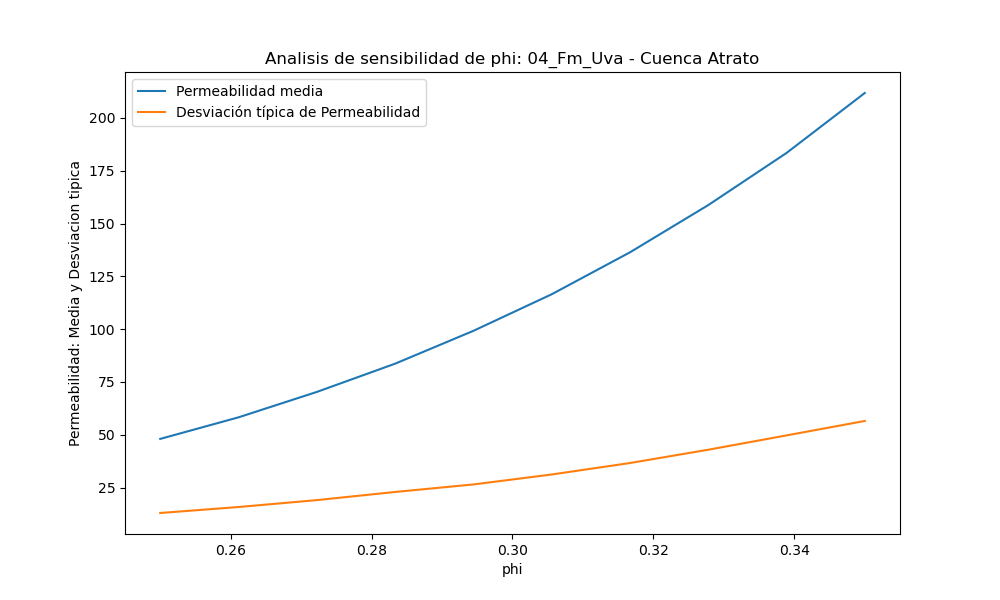 Analisis de sensibilidad de phi: 04_Fm_Uva - Cuenca Atrato
Permeabilidad media
Desviación típica de Permeabilidad
Permeabilidad: Media y Desviacion tipica
200
175
150
125
100
75
50
25
0.26 0.28 0.30 0.32 0.34
phi